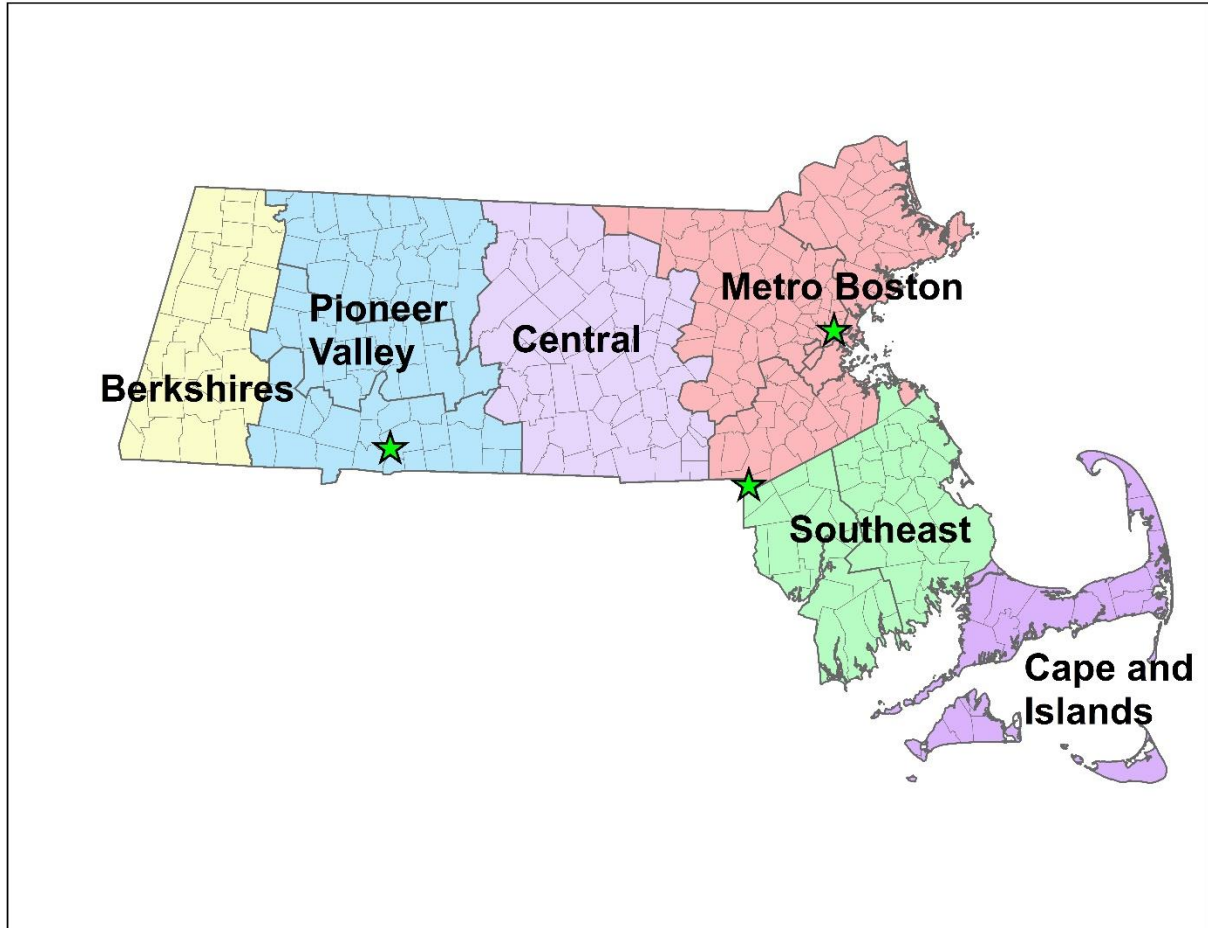 Metro Boston
Pioneer
Valley
Central
Berkshires
Southeast
Cape and
Islands